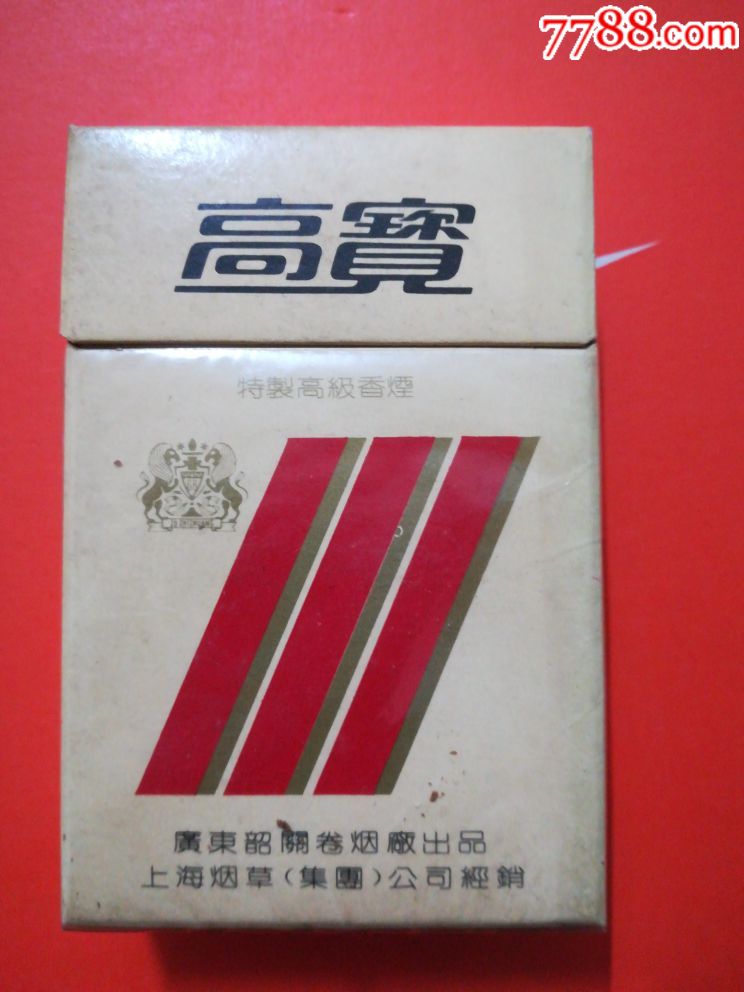 7788.com
高寶
特製高級香煙
廣東韶關卷烟廠出品
上海烟草(集團)公司經銷